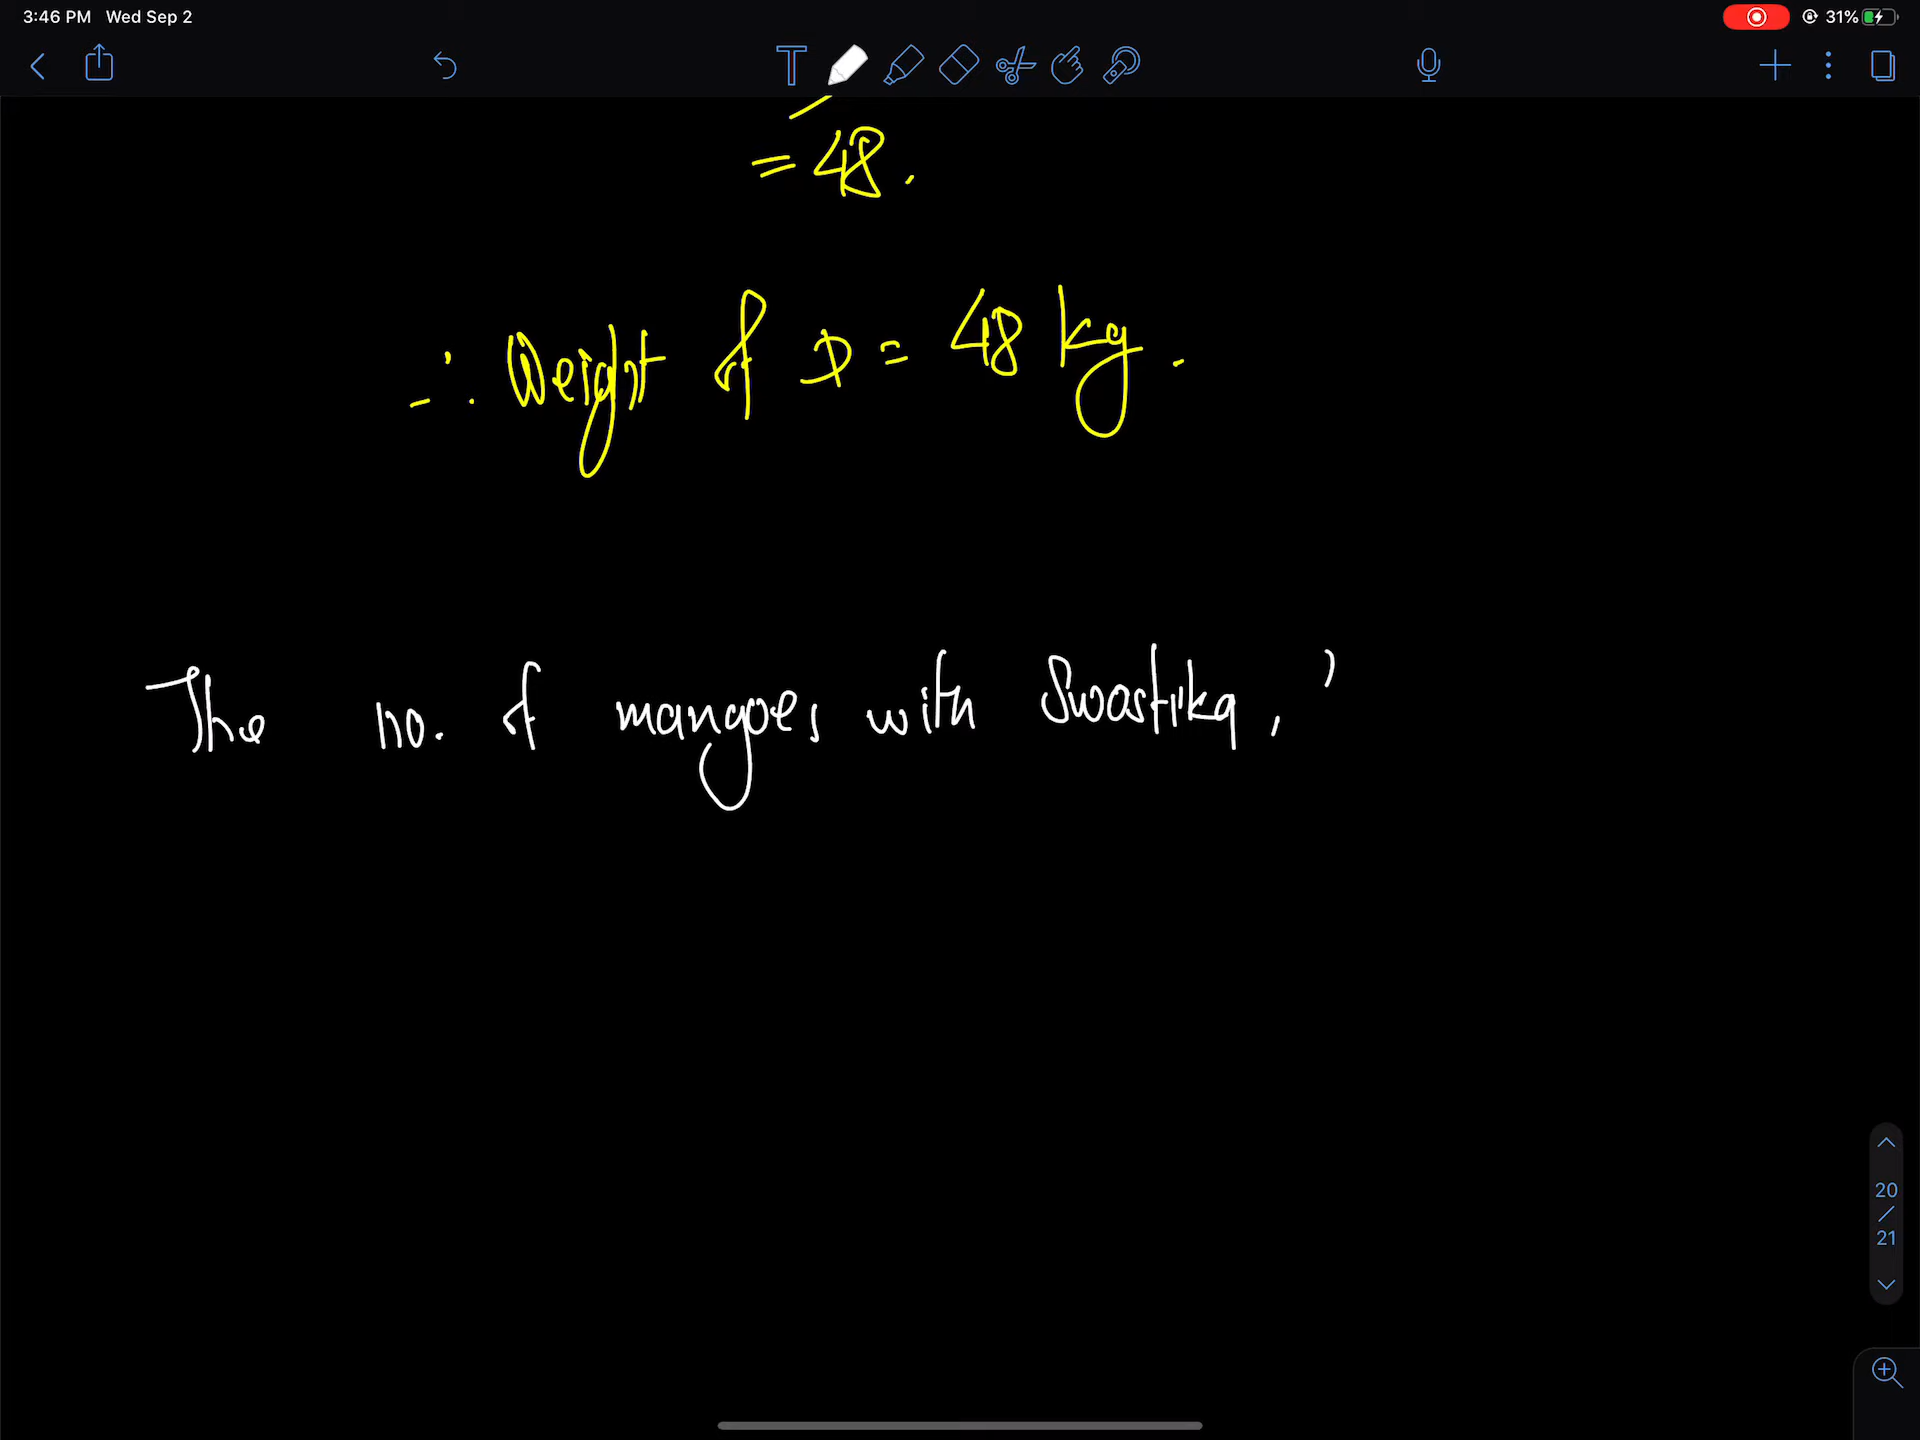 3:46 PM Wed Sep 2
31%
T
= 48.
∴ Weight of D = 48 kg.
The no. of mangoes with Swastika,
20
/
21